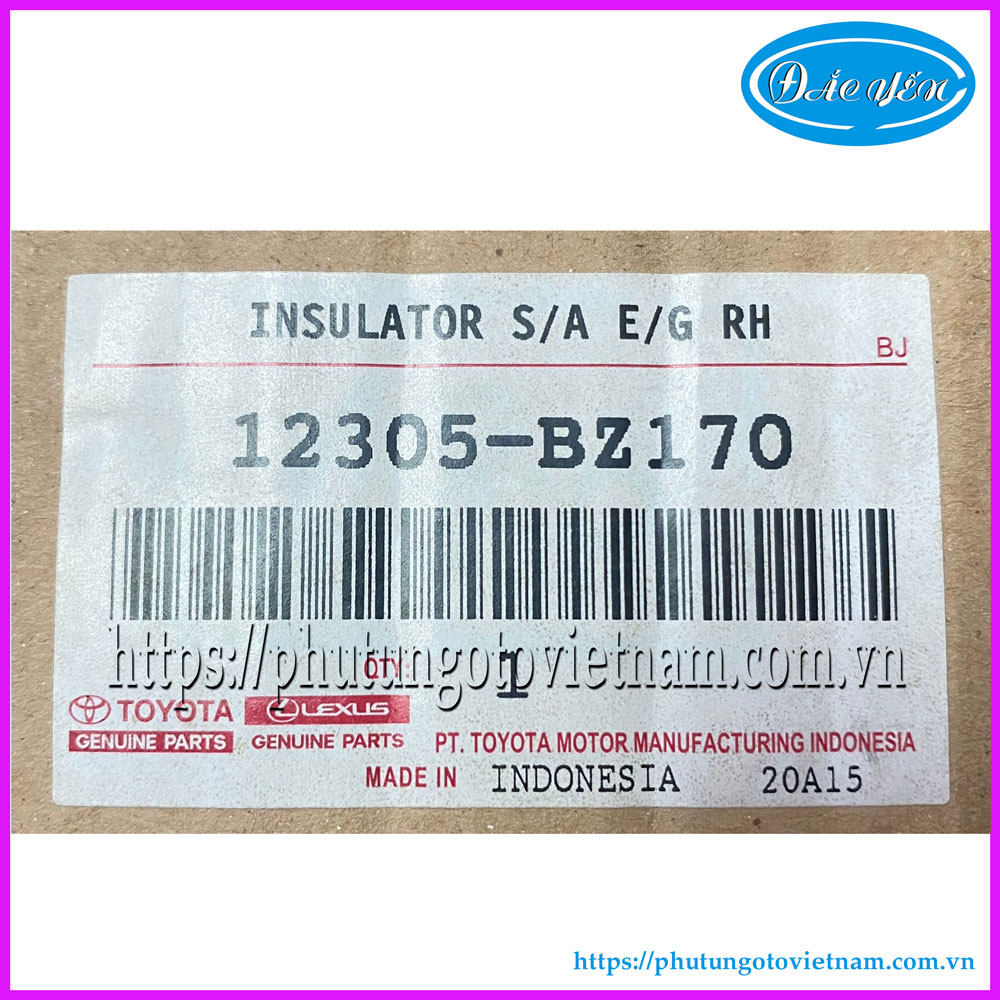 ĐẮC YẾN
INSULATOR S/A E/G RH
BJ
12305-BZ170
https://phutungotovietnam.com.vn
QTY: 1
TOYOTA LEXUS
GENUINE PARTS GENUINE PARTS PT. TOYOTA MOTOR MANUFACTURING INDONESIA
MADE IN INDONESIA 20A15
https://phutungotovietnam.com.vn